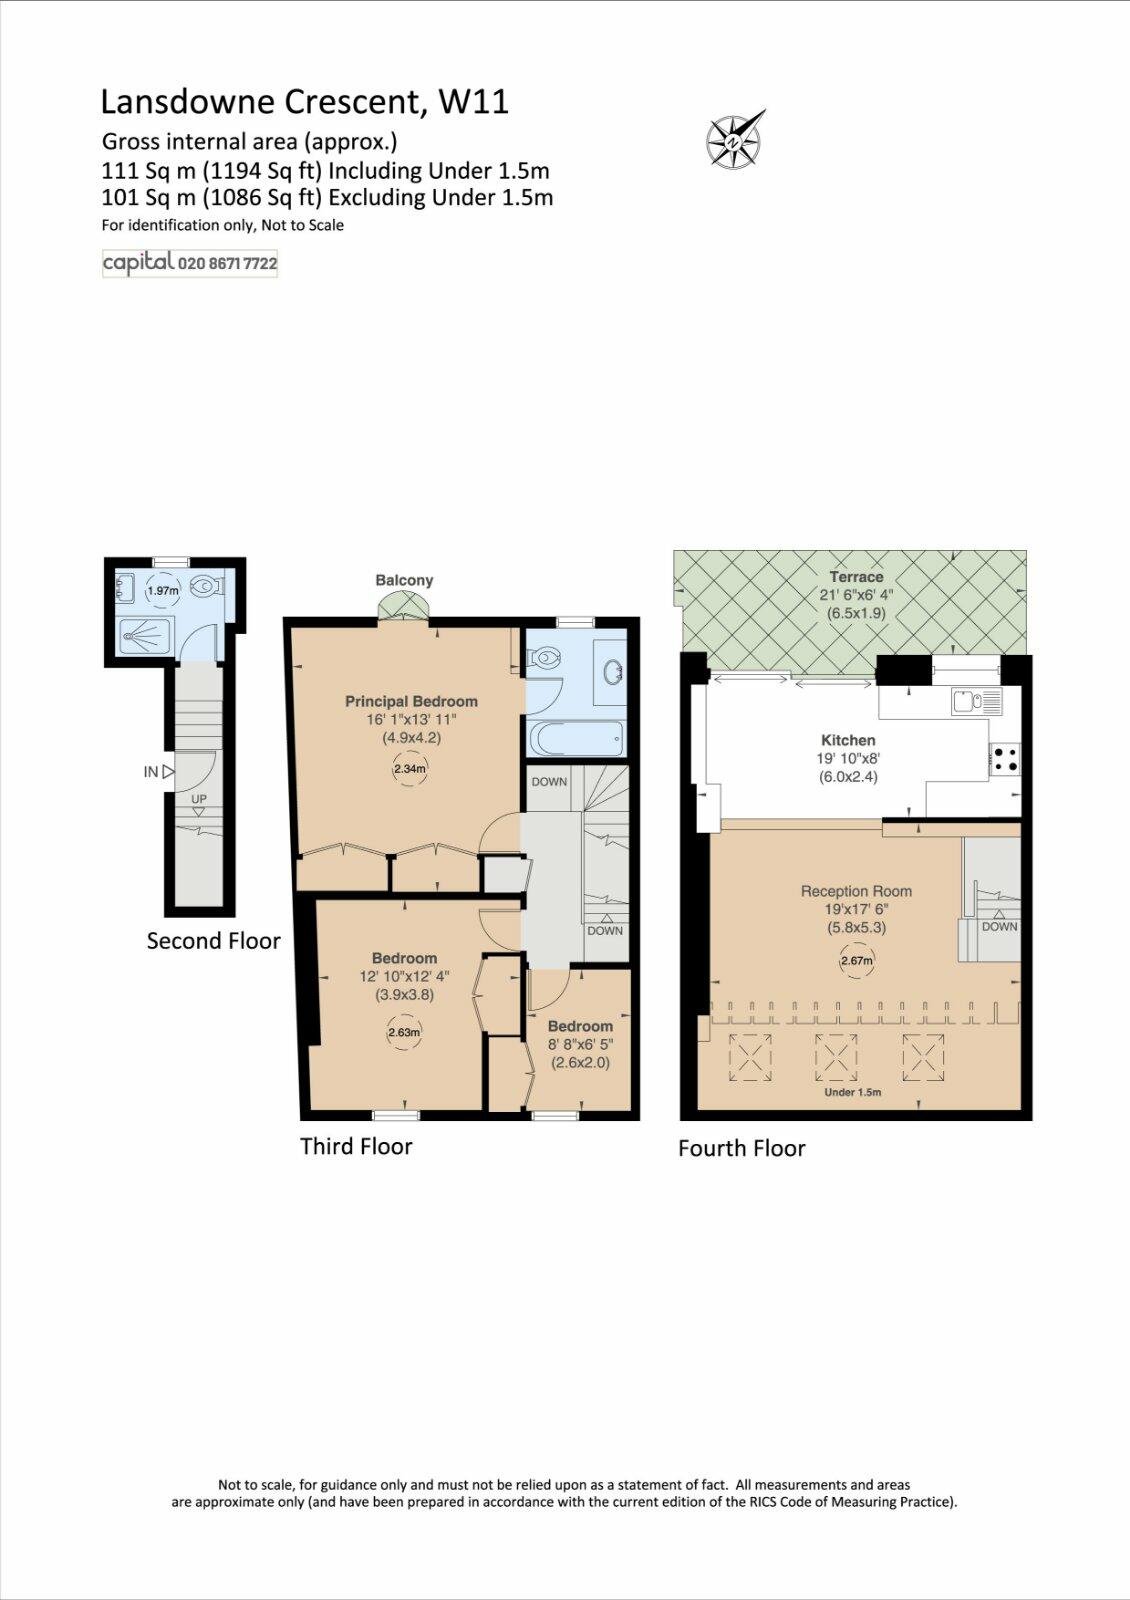 Lansdowne Crescent, W11
Gross internal area (approx.)
111 Sq m (1194 Sq ft) Including Under 1.5m
101 Sq m (1086 Sq ft) Excluding Under 1.5m
For identification only, Not to Scale
capital 020 8671 7722
N
1.97m
IN
UP
Second Floor
Balcony
Principal Bedroom
16' 1"x13' 11"
(4.9x4.2)
2.34m
DOWN
DOWN
Bedroom
12' 10"x12' 4"
(3.9x3.8)
2.63m
Bedroom
8' 8"x6' 5"
(2.6x2.0)
Third Floor
Terrace
21' 6"x6' 4"
(6.5x1.9)
Kitchen
19' 10"x8'
(6.0x2.4)
Reception Room
19'x17' 6"
(5.8x5.3)
2.67m
DOWN
Under 1.5m
Fourth Floor
Not to scale, for guidance only and must not be relied upon as a statement of fact. All measurements and areas
are approximate only (and have been prepared in accordance with the current edition of the RICS Code of Measuring Practice).